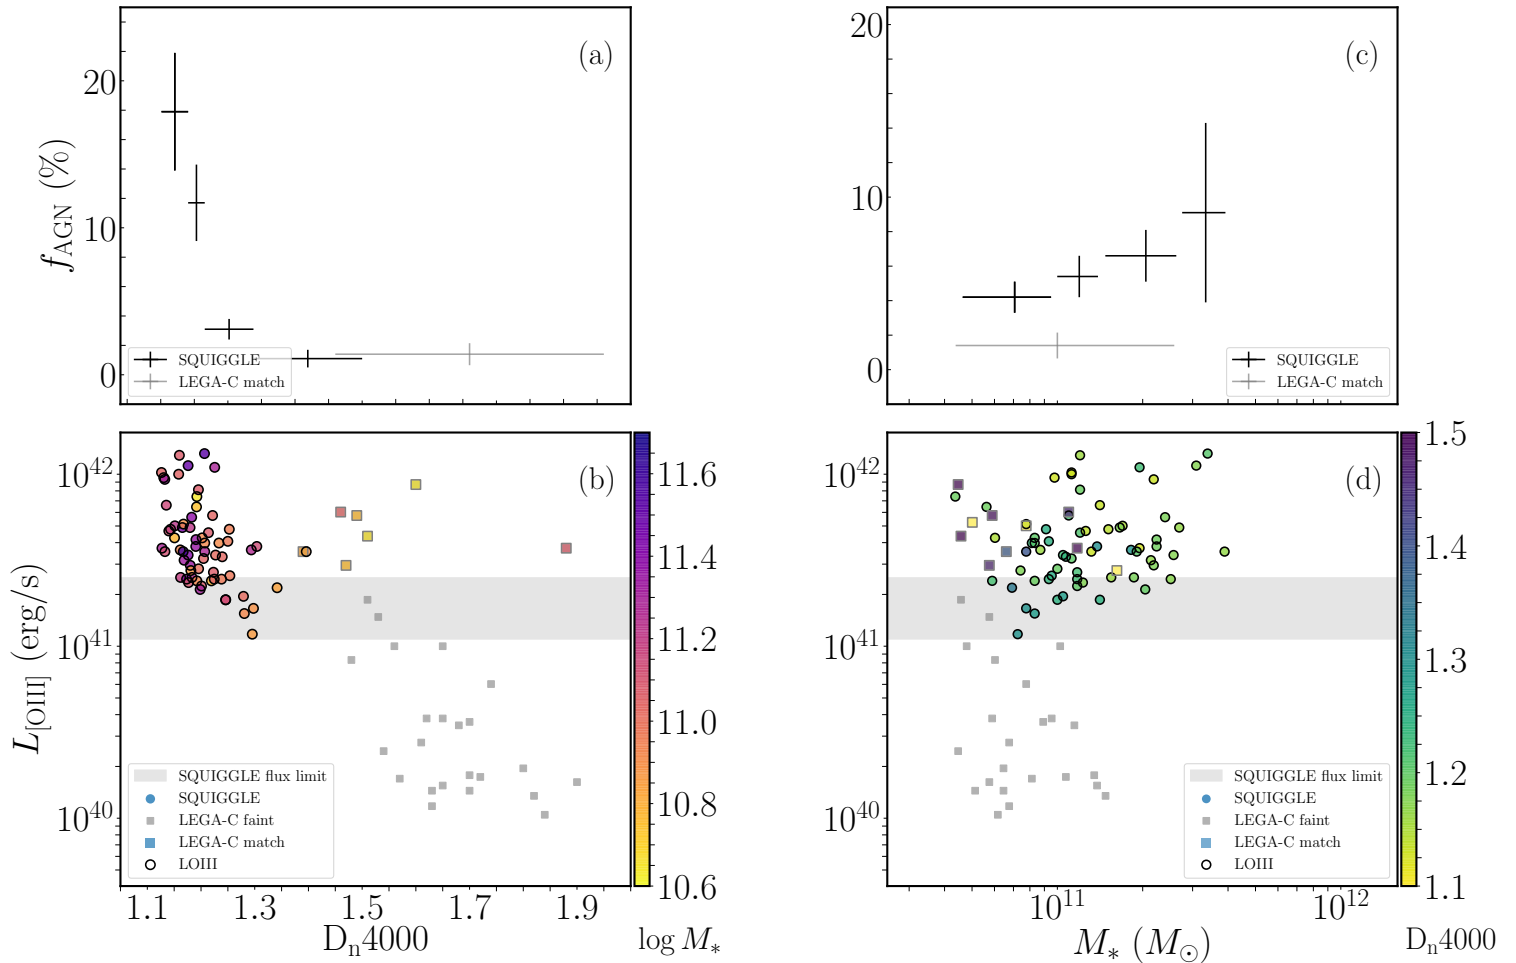 (a)
20
10
0
f_AGN (%)
SQUIGGLE
LEGA-C match
(c)
20
10
0
SQUIGGLE
LEGA-C match
(b)
10^42
10^41
10^40
L_[OIII] (erg/s)
SQUIGGLE flux limit
SQUIGGLE
LEGA-C faint
LEGA-C match
LOIII
1.1 1.3 1.5 1.7 1.9
D_n4000
11.6
11.4
11.2
11.0
10.8
10.6
log M_*
(d)
10^42
10^41
10^40
SQUIGGLE flux limit
SQUIGGLE
LEGA-C faint
LEGA-C match
LOIII
10^11 10^12
M_* (M_⊙)
1.5
1.4
1.3
1.2
1.1
D_n4000